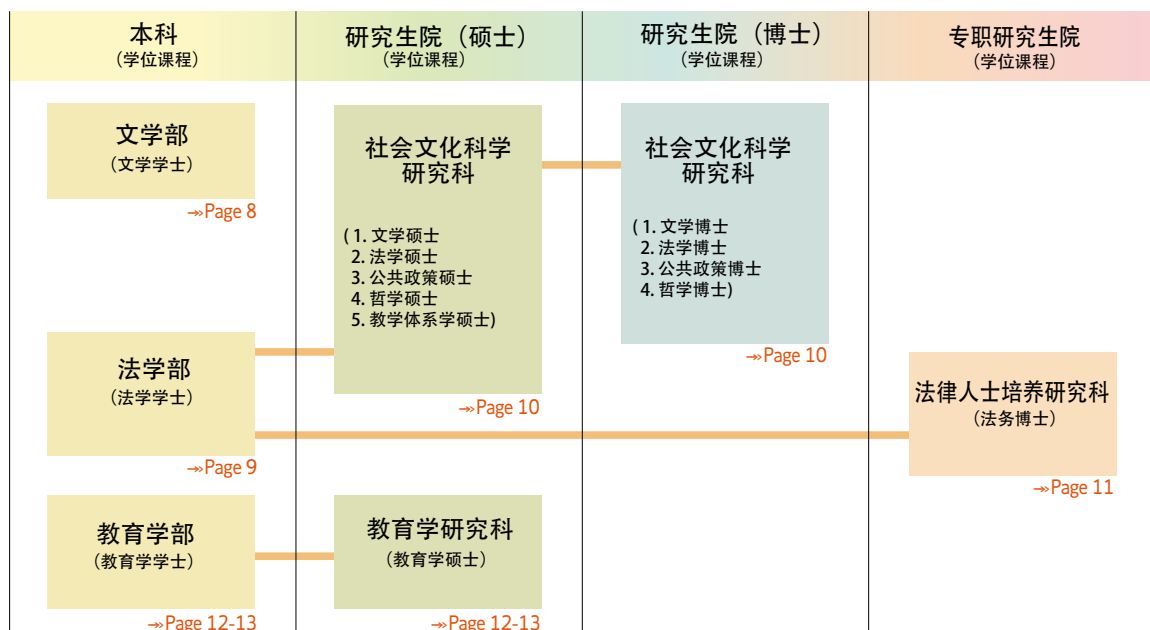 本科
（学位课程）
研究生院（硕士）
（学位课程）
研究生院（博士）
（学位课程）
专职研究生院
（学位课程）
文学部
（文学学士）
→»Page 8
社会文化科学
研究科
( 1. 文学硕士
2. 法学硕士
3. 公共政策硕士
4. 哲学硕士
5. 教学体系学硕士)
→»Page 10
社会文化科学
研究科
( 1. 文学博士
2. 法学博士
3. 公共政策博士
4. 哲学博士)
→»Page 10
法学部
（法学学士）
→»Page 9
法律人士培养研究科
（法务博士）
→»Page 11
教育学部
（教育学学士）
→»Page 12-13
教育学研究科
（教育学硕士）
→»Page 12-13